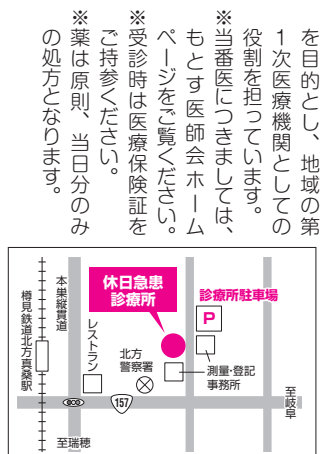 を目的とし、地域の第
1次医療機関としての
役割を担っています。
※当番医につきましては、
もとす医師会ホーム
ページをご覧ください。
※受診時は医療保険証を
ご持参ください。
※薬は原則、当日分のみ
の処方となります。
休日急患
診療所
診療所駐車場
P
本巣縦貫道
樽見鉄道北方真桑駅
レストラン
北方
警察署
測量・登記
事務所
157
至岐阜
至瑞穂